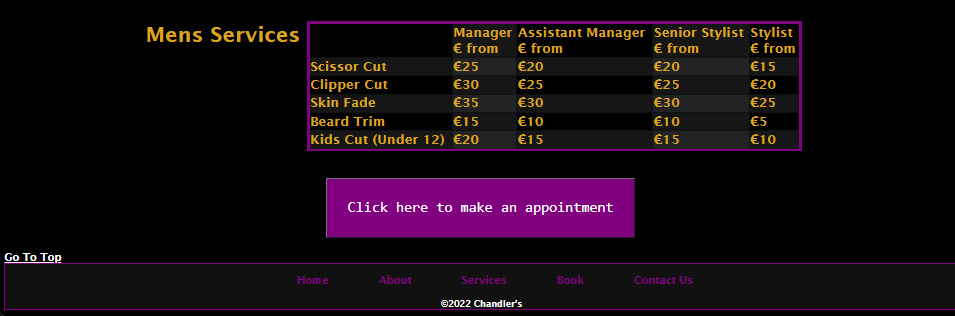 Mens Services
Manager Assistant Manager Senior Stylist Stylist
€ from € from € from € from
Scissor Cut €25 €20 €20 €15
Clipper Cut €30 €25 €25 €20
Skin Fade €35 €30 €30 €25
Beard Trim €15 €10 €10 €5
Kids Cut (Under 12) €20 €15 €15 €10
Click here to make an appointment
Go To Top
Home About Services Book Contact Us
©2022 Chandler's